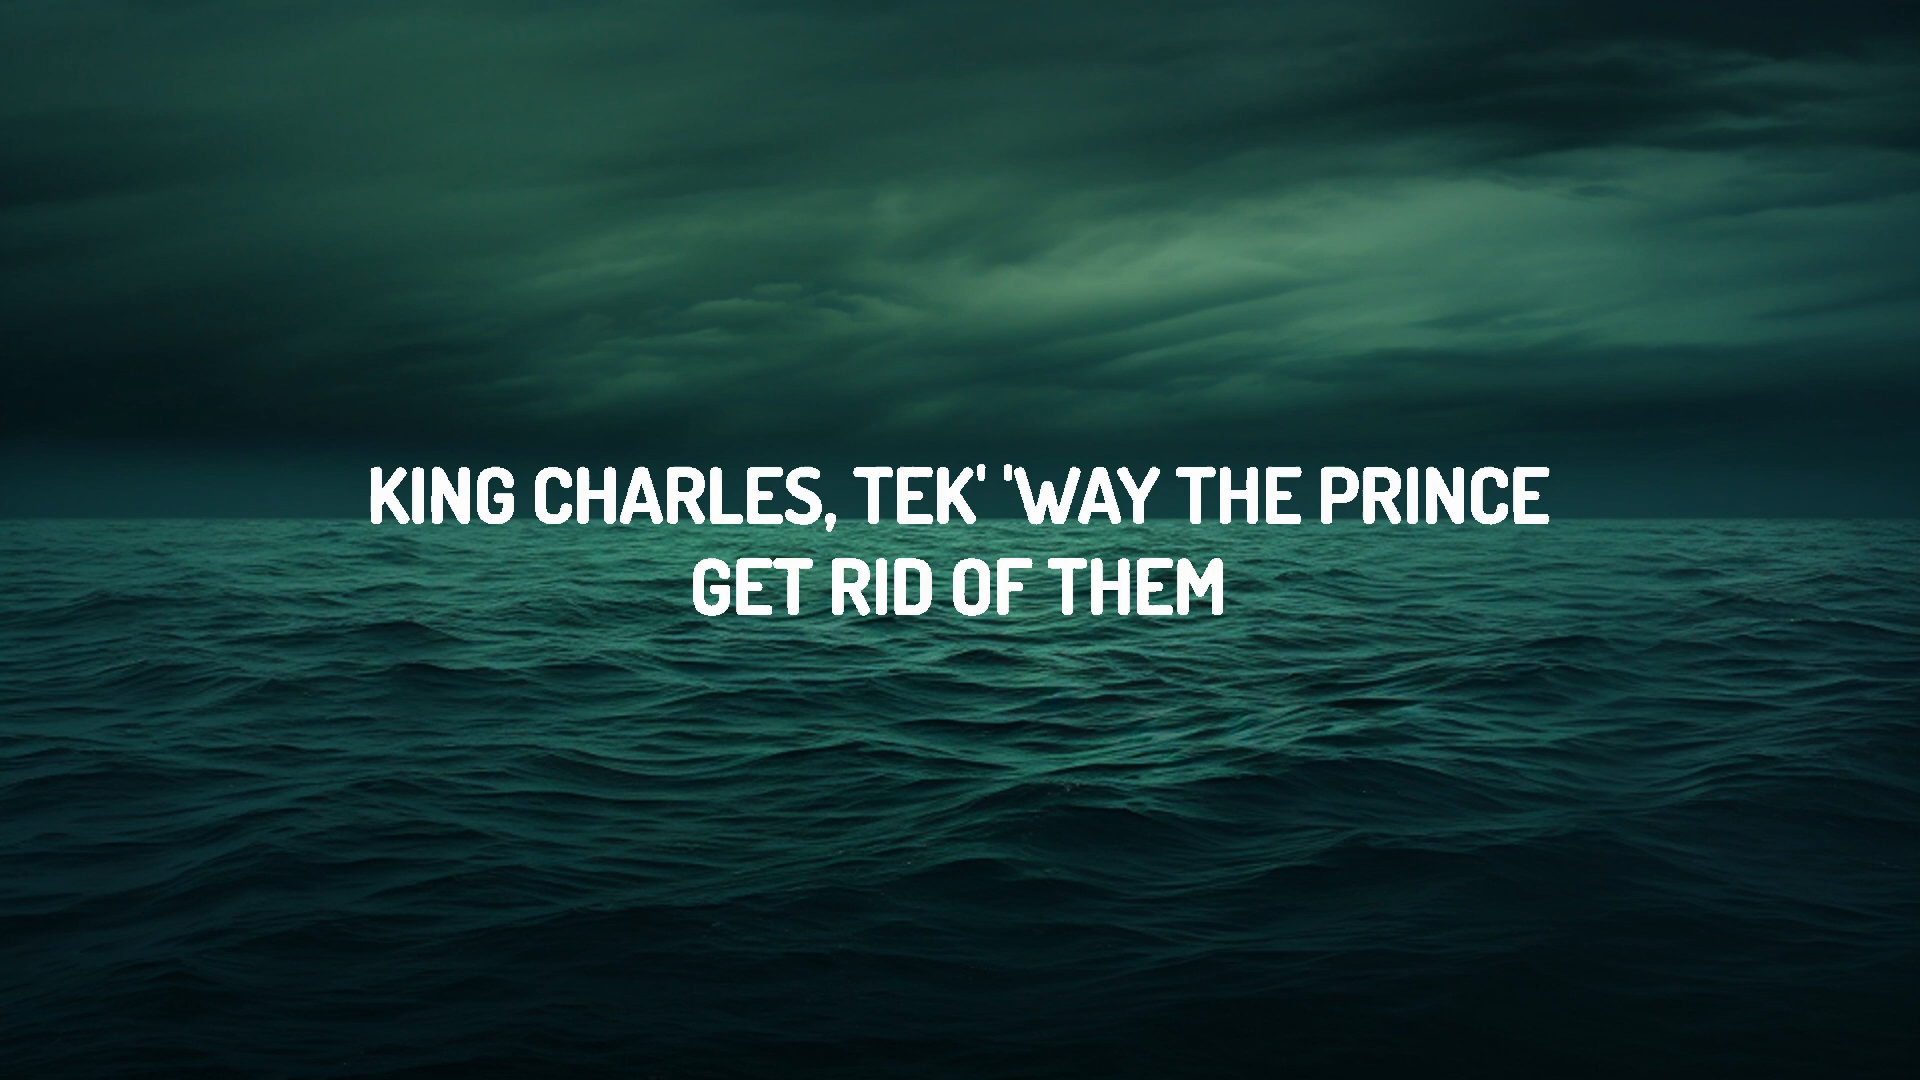 KING CHARLES, TEK' 'WAY THE PRINCE
GET RID OF THEM